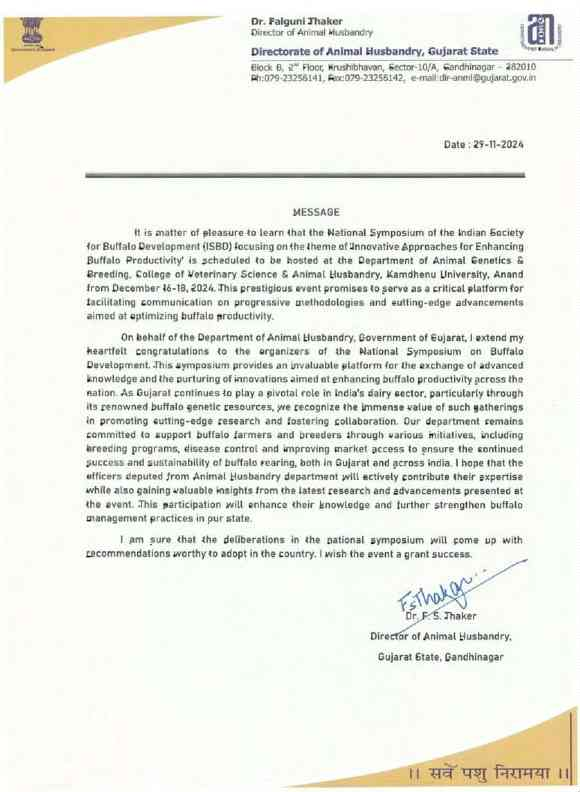 Dr. Falguni Thaker
Director of Animal Husbandry
Directorate of Animal Husbandry, Gujarat State
Block B, 2nd Floor, Krushibhavan, Sector-10/A, Gandhinagar - 382010
Ph:079-23256141, Fax:079-23256142, e-mail:dir-anml@gujarat.gov.in
Date : 29-11-2024
MESSAGE
It is matter of pleasure to learn that the National Symposium of the Indian Society
for Buffalo Development (ISBD) focusing on the theme of 'Innovative Approaches for Enhancing
Buffalo Productivity' is scheduled to be hosted at the Department of Animal Genetics &
Breeding, College of Veterinary Science & Animal Husbandry, Kamdhenu University, Anand
from December 16-18, 2024. This prestigious event promises to serve as a critical platform for
facilitating communication on progressive methodologies and cutting-edge advancements
aimed at optimizing buffalo productivity.
On behalf of the Department of Animal Husbandry, Government of Gujarat, I extend my
heartfelt congratulations to the organizers of the National Symposium on Buffalo
Development. This symposium provides an invaluable platform for the exchange of advanced
knowledge and the nurturing of innovations aimed at enhancing buffalo productivity across the
nation. As Gujarat continues to play a pivotal role in India's dairy sector, particularly through
its renowned buffalo genetic resources, we recognize the immense value of such gatherings
in promoting cutting-edge research and fostering collaboration. Our department remains
committed to support buffalo farmers and breeders through various initiatives, including
breeding programs, disease control and improving market access to ensure the continued
success and sustainability of buffalo rearing, both in Gujarat and across India. I hope that the
officers deputed from Animal Husbandry department will actively contribute their expertise
while also gaining valuable insights from the latest research and advancements presented at
the event. This participation will enhance their knowledge and further strengthen buffalo
management practices in our state.
I am sure that the deliberations in the national symposium will come up with
recommendations worthy to adopt in the country. I wish the event a grant success.
FSThaker
Dr. F. S. Thaker
Director of Animal Husbandry,
Gujarat State, Gandhinagar
।। सर्वे पशु निरामया ।।